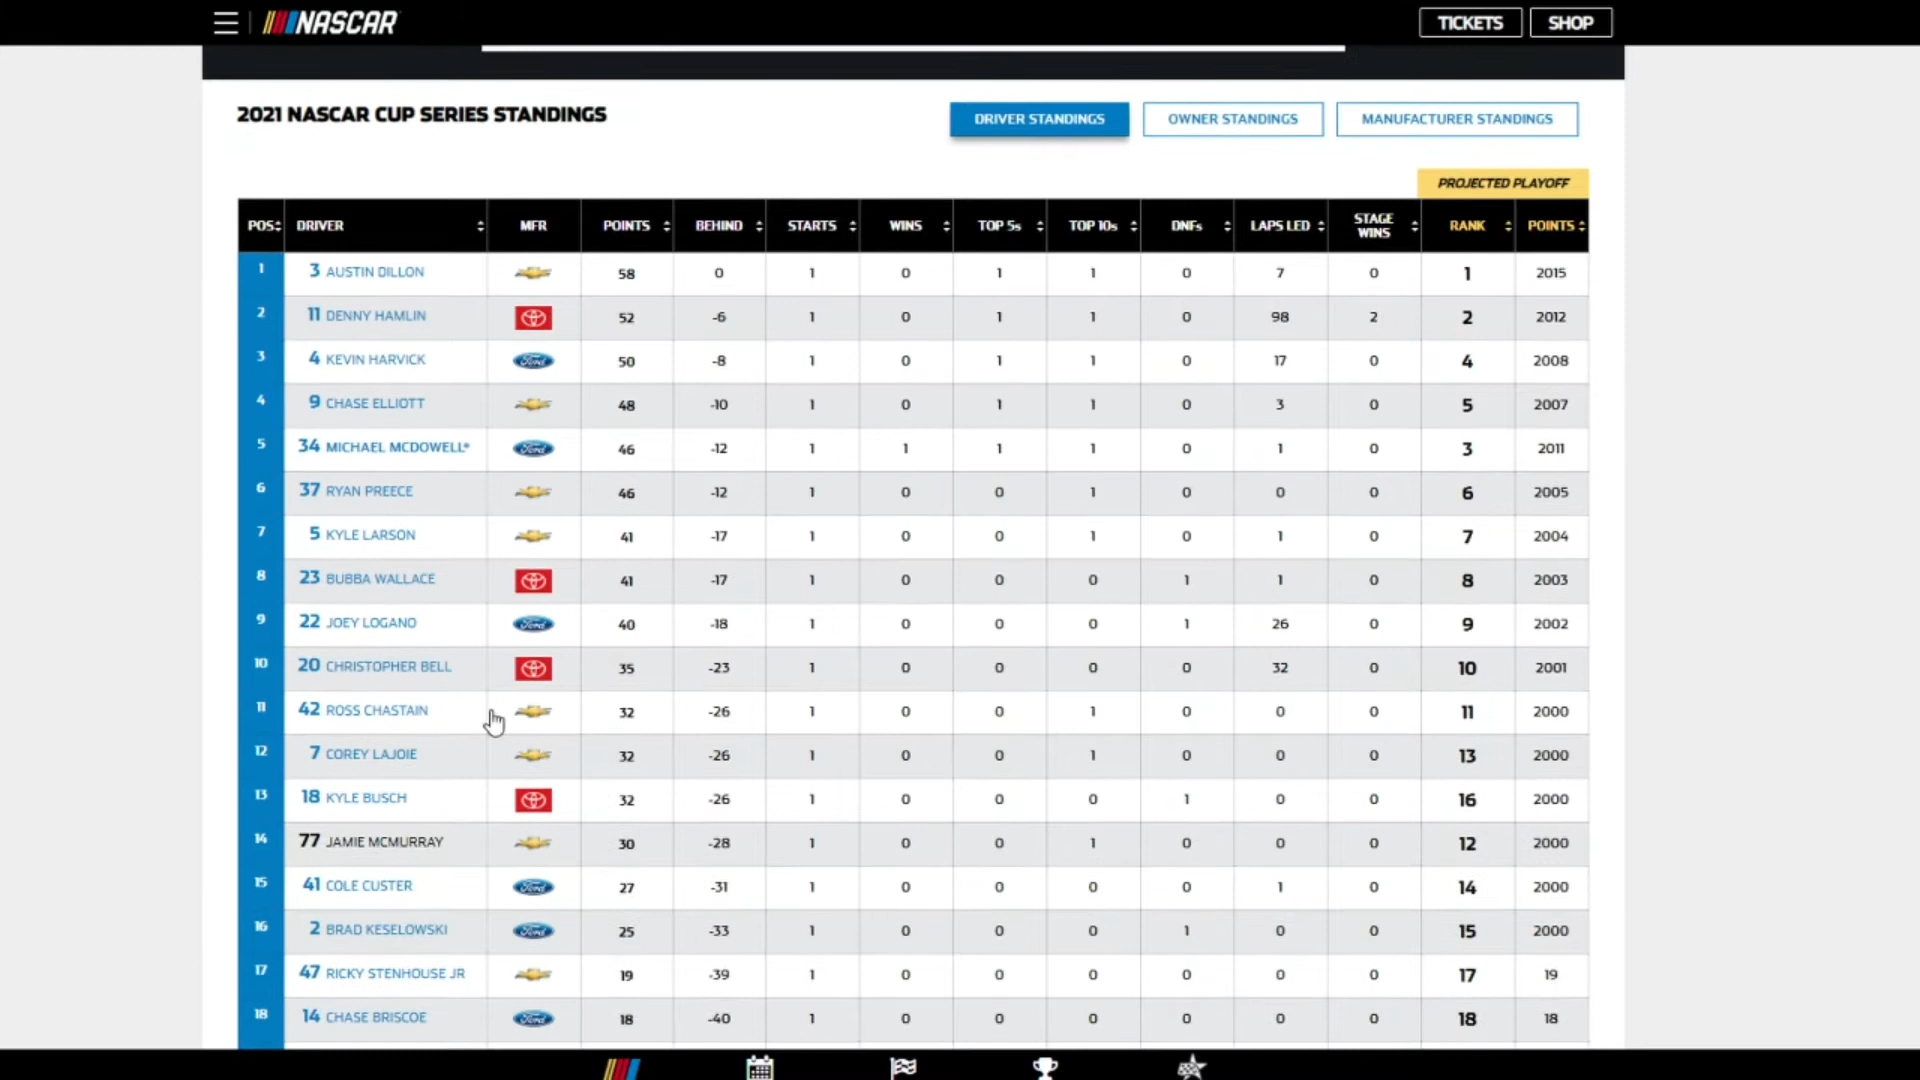 NASCAR TICKETS SHOP
2021 NASCAR CUP SERIES STANDINGS DRIVER STANDINGS OWNER STANDINGS MANUFACTURER STANDINGS
PROJECTED PLAYOFF
POS DRIVER MFR POINTS BEHIND STARTS WINS TOP 5s TOP 10s DNFs LAPS LED STAGE WINS RANK POINTS
1 3 AUSTIN DILLON 58 0 1 0 1 1 0 7 0 1 2015
2 11 DENNY HAMLIN 52 -6 1 0 1 1 0 98 2 2 2012
3 4 KEVIN HARVICK Ford 50 -8 1 0 1 1 0 17 0 4 2008
4 9 CHASE ELLIOTT 48 -10 1 0 1 1 0 3 0 5 2007
5 34 MICHAEL MCDOWELL* Ford 46 -12 1 1 1 1 0 1 0 3 2011
6 37 RYAN PREECE 46 -12 1 0 0 1 0 0 0 6 2005
7 5 KYLE LARSON 41 -17 1 0 0 1 0 1 0 7 2004
8 23 BUBBA WALLACE 41 -17 1 0 0 0 1 1 0 8 2003
9 22 JOEY LOGANO Ford 40 -18 1 0 0 0 1 26 0 9 2002
10 20 CHRISTOPHER BELL 35 -23 1 0 0 0 0 32 0 10 2001
11 42 ROSS CHASTAIN 32 -26 1 0 0 1 0 0 0 11 2000
12 7 COREY LAJOIE 32 -26 1 0 0 1 0 0 0 13 2000
13 18 KYLE BUSCH 32 -26 1 0 0 0 1 0 0 16 2000
14 77 JAMIE MCMURRAY 30 -28 1 0 0 1 0 0 0 12 2000
15 41 COLE CUSTER Ford 27 -31 1 0 0 0 0 1 0 14 2000
16 2 BRAD KESELOWSKI Ford 25 -33 1 0 0 0 1 0 0 15 2000
17 47 RICKY STENHOUSE JR 19 -39 1 0 0 0 0 0 0 17 19
18 14 CHASE BRISCOE Ford 18 -40 1 0 0 0 0 0 0 18 18